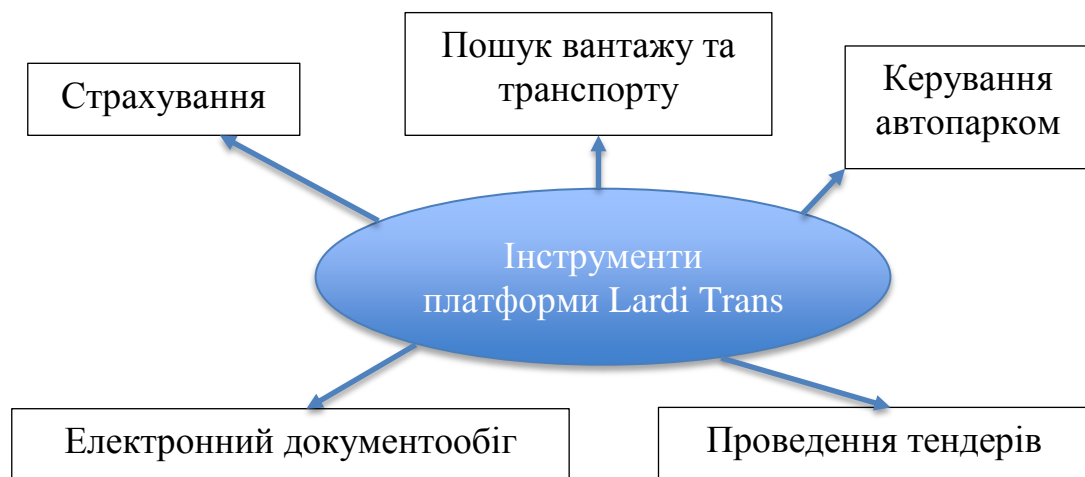 Страхування
Пошук вантажу та
транспорту
Керування
автопарком
Інструменти
платформи Lardi Trans
Електронний документообіг
Проведення тендерів